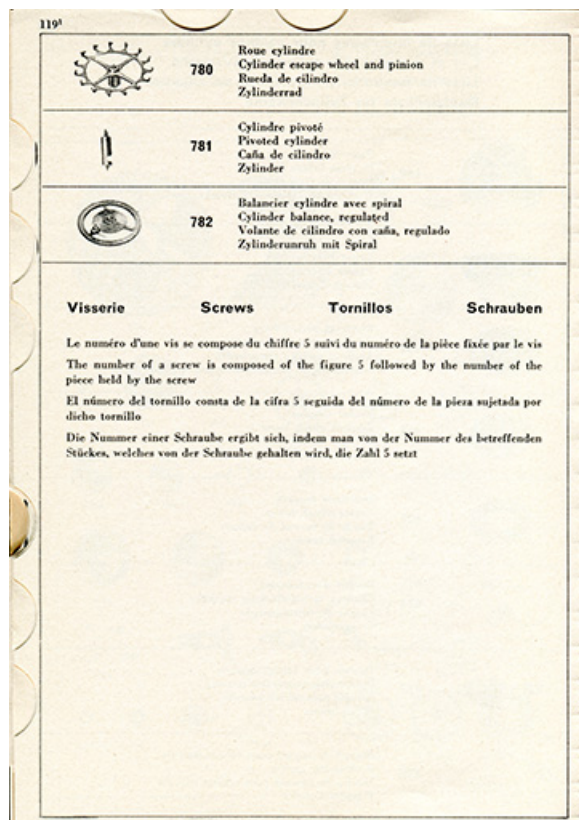 119¹
780
Roue cylindre
Cylinder escape wheel and pinion
Rueda de cilindro
Zylinderrad
781
Cylindre pivoté
Pivoted cylinder
Caña de cilindro
Zylinder
782
Balancier cylindre avec spiral
Cylinder balance, regulated
Volante de cilindro con caña, regulado
Zylinderunruh mit Spiral
Visserie Screws Tornillos Schrauben
Le numéro d'une vis se compose du chiffre 5 suivi du numéro de la pièce fixée par le vis
The number of a screw is composed of the figure 5 followed by the number of the
piece held by the screw
El número del tornillo consta de la cifra 5 seguida del número de la pieza sujetada por
dicho tornillo
Die Nummer einer Schraube ergibt sich, indem man von der Nummer des betreffenden
Stückes, welches von der Schraube gehalten wird, die Zahl 5 setzt